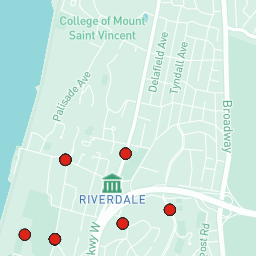 College of Mount
Saint Vincent
Delafield Ave
Tyndall Ave
Palisade Ave
Broadway
RIVERDALE
Pkwy W
Post Rd